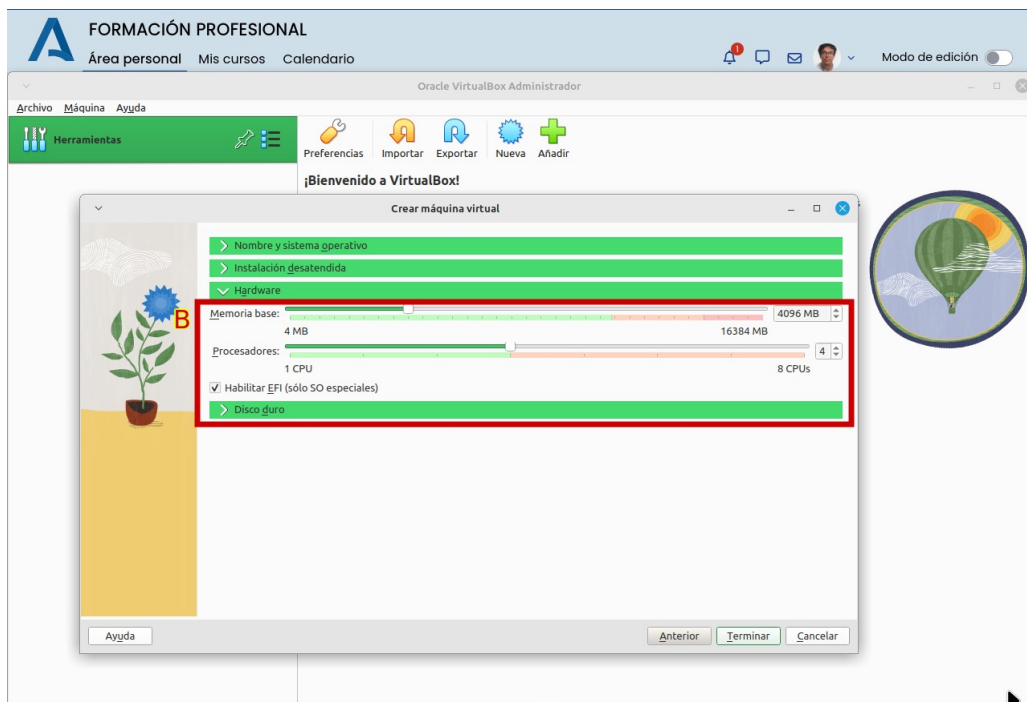 FORMACIÓN PROFESIONAL
Área personal Mis cursos Calendario
1
Modo de edición
Oracle VirtualBox Administrador
Archivo Máquina Ayuda
Herramientas
Preferencias Importar Exportar Nueva Añadir
¡Bienvenido a VirtualBox!
Crear máquina virtual
Nombre y sistema operativo
Instalación desatendida
Hardware
B
Memoria base: 4096 MB
4 MB 16384 MB
Procesadores: 4
1 CPU 8 CPUs
Habilitar EFI (sólo SO especiales)
Disco duro
Ayuda Anterior Terminar Cancelar